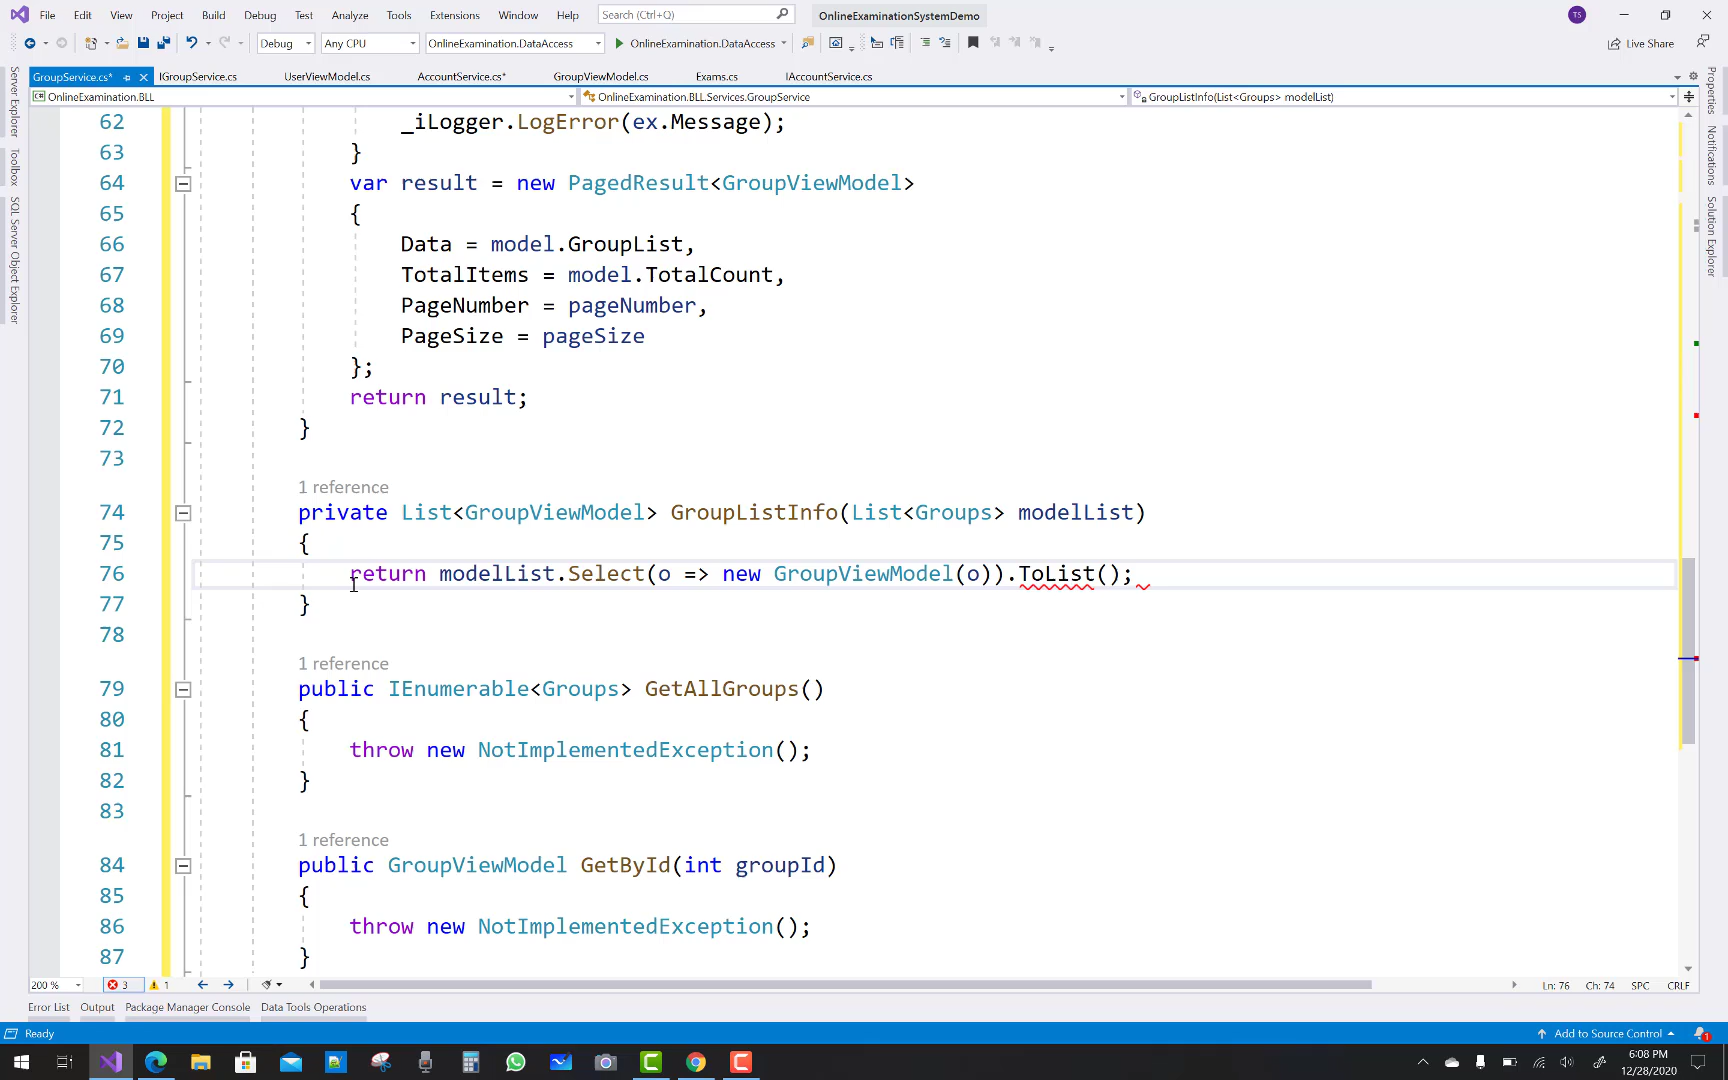 File Edit View Project Build Debug Test Analyze Tools Extensions Window Help Search (Ctrl+Q) OnlineExaminationSystemDemo TS
Debug Any CPU OnlineExamination.DataAccess OnlineExamination.DataAccess Live Share
GroupService.cs* IGroupService.cs UserViewModel.cs AccountService.cs* GroupViewModel.cs Exams.cs IAccountService.cs
OnlineExamination.BLL OnlineExamination.BLL.Services.GroupService GroupListInfo(List<Groups> modelList)
Server Explorer
Toolbox
SQL Server Object Explorer
Properties
Notifications
Solution Explorer
62 _iLogger.LogError(ex.Message);
63 }
64 var result = new PagedResult<GroupViewModel>
65 {
66 Data = model.GroupList,
67 TotalItems = model.TotalCount,
68 PageNumber = pageNumber,
69 PageSize = pageSize
70 };
71 return result;
72 }
73
1 reference
74 private List<GroupViewModel> GroupListInfo(List<Groups> modelList)
75 {
76 return modelList.Select(o => new GroupViewModel(o)).ToList();
77 }
78
1 reference
79 public IEnumerable<Groups> GetAllGroups()
80 {
81 throw new NotImplementedException();
82 }
83
1 reference
84 public GroupViewModel GetById(int groupId)
85 {
86 throw new NotImplementedException();
87 }
200 % 3 1 Ln: 76 Ch: 74 SPC CRLF
Error List Output Package Manager Console Data Tools Operations
Ready Add to Source Control 1
6:08 PM
12/28/2020